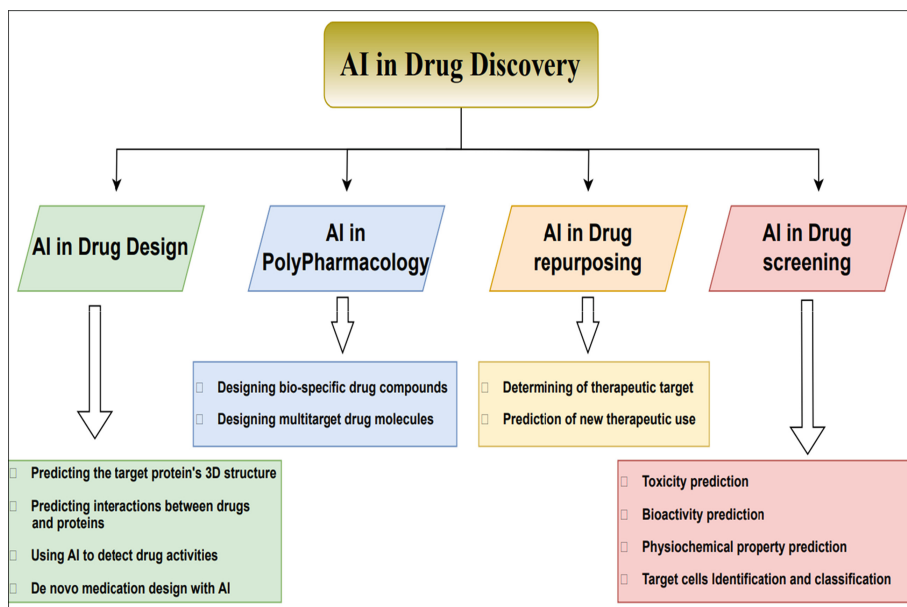 AI in Drug Discovery
AI in Drug Design
AI in
PolyPharmacology
AI in Drug
repurposing
AI in Drug
screening
Designing bio-specific drug compounds
Designing multitarget drug molecules
Determining of therapeutic target
Prediction of new therapeutic use
Predicting the target protein's 3D structure
Predicting interactions between drugs
and proteins
Using AI to detect drug activities
De novo medication design with AI
Toxicity prediction
Bioactivity prediction
Physiochemical property prediction
Target cells Identification and classification